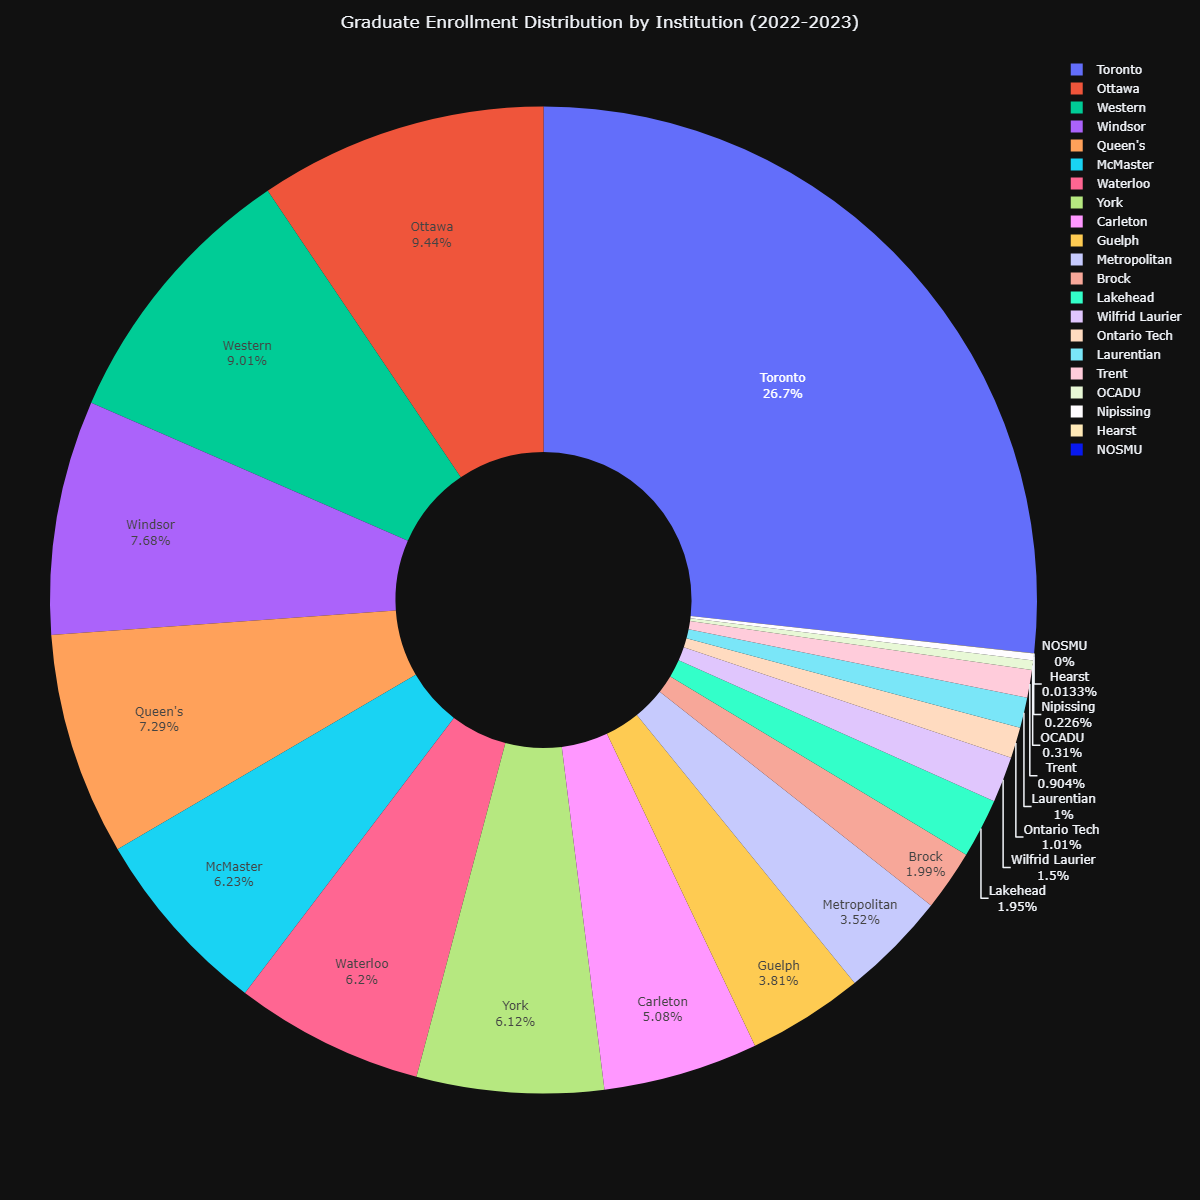 Graduate Enrollment Distribution by Institution (2022-2023)
Toronto
Ottawa
Western
Windsor
Queen's
McMaster
Waterloo
York
Carleton
Guelph
Metropolitan
Brock
Lakehead
Wilfrid Laurier
Ontario Tech
Laurentian
Trent
OCADU
Nipissing
Hearst
NOSMU
Toronto
26.7%
Ottawa
9.44%
Western
9.01%
Windsor
7.68%
Queen's
7.29%
McMaster
6.23%
Waterloo
6.2%
York
6.12%
Carleton
5.08%
Guelph
3.81%
Metropolitan
3.52%
Brock
1.99%
Lakehead
1.95%
Wilfrid Laurier
1.5%
Ontario Tech
1.01%
Laurentian
1%
Trent
0.904%
OCADU
0.31%
Nipissing
0.226%
Hearst
0.0133%
NOSMU
0%